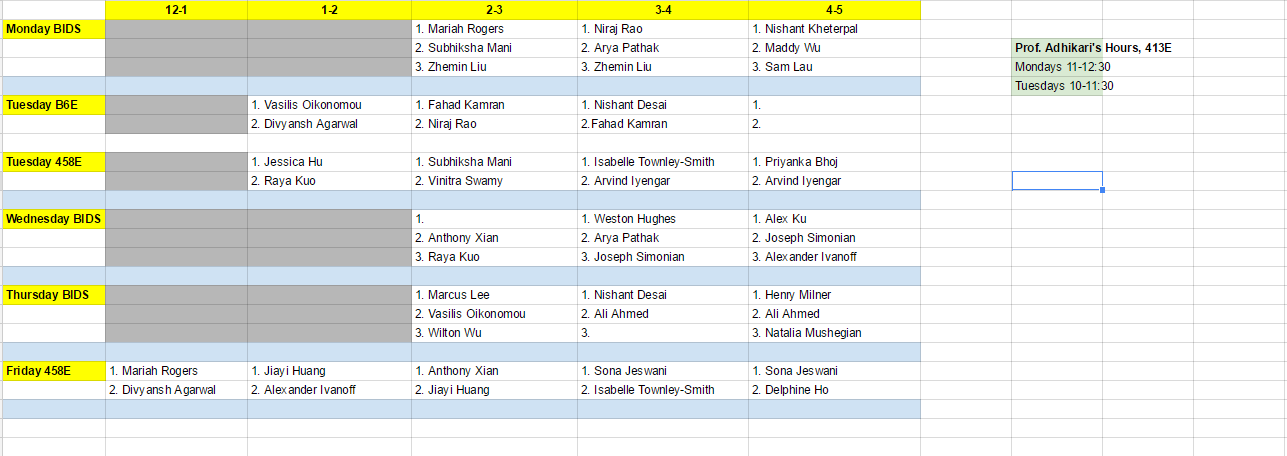 12-1 1-2 2-3 3-4 4-5
Monday BIDS 1. Mariah Rogers 1. Niraj Rao 1. Nishant Kheterpal
2. Subhiksha Mani 2. Arya Pathak 2. Maddy Wu Prof. Adhikari's Hours, 413E
3. Zhemin Liu 3. Zhemin Liu 3. Sam Lau Mondays 11-12:30
Tuesdays 10-11:30
Tuesday B6E 1. Vasilis Oikonomou 1. Fahad Kamran 1. Nishant Desai 1.
2. Divyansh Agarwal 2. Niraj Rao 2.Fahad Kamran 2.
Tuesday 458E 1. Jessica Hu 1. Subhiksha Mani 1. Isabelle Townley-Smith 1. Priyanka Bhoj
2. Raya Kuo 2. Vinitra Swamy 2. Arvind Iyengar 2. Arvind Iyengar
Wednesday BIDS 1. 1. Weston Hughes 1. Alex Ku
2. Anthony Xian 2. Arya Pathak 2. Joseph Simonian
3. Raya Kuo 3. Joseph Simonian 3. Alexander Ivanoff
Thursday BIDS 1. Marcus Lee 1. Nishant Desai 1. Henry Milner
2. Vasilis Oikonomou 2. Ali Ahmed 2. Ali Ahmed
3. Wilton Wu 3. 3. Natalia Mushegian
Friday 458E 1. Mariah Rogers 1. Jiayi Huang 1. Anthony Xian 1. Sona Jeswani 1. Sona Jeswani
2. Divyansh Agarwal 2. Alexander Ivanoff 2. Jiayi Huang 2. Isabelle Townley-Smith 2. Delphine Ho